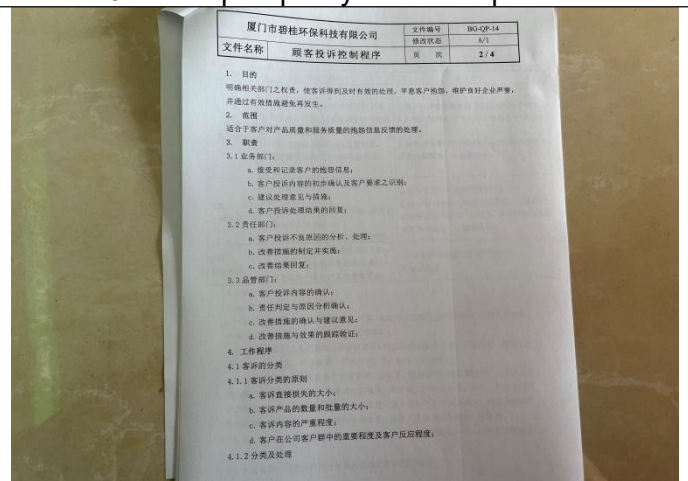 厦门市碧桂环保科技有限公司
文件编号 BG-QP-14
修改状态
文件名称 顾客投诉控制程序
页 次 2 / 4
1. 目的
明确相关部门之权责,使客诉得到及时有效的处理,平息客户抱怨,维护良好企业声誉,
并通过有效措施避免再发生。
2. 范围
适合于客户对产品质量和服务质量的抱怨信息反馈的处理。
3. 职责
3.1 业务部门:
a. 接受和记录客户的抱怨信息;
b. 客户投诉内容的初步确认及客户要求之识别;
c. 建议处理意见与措施;
d. 客户投诉处理结果的回复;
3.2 责任部门:
a. 客户投诉不良原因的分析、处理;
b. 改善措施的制定并实施;
c. 改善结果回复;
3.3 品管部门:
a. 客户投诉内容的确认;
b. 责任判定与原因分析确认;
c. 改善措施的确认与建议意见;
d. 改善措施与效果的跟踪验证;
4. 工作程序
4.1 客诉的分类
4.1.1 客诉分类的原则
a. 客诉直接损失的大小;
b. 客诉产品的数量和批量的大小;
c. 客诉内容的严重程度;
d. 客户在公司客户群中的重要程度及客户反应程度;
4.1.2 分类及处理